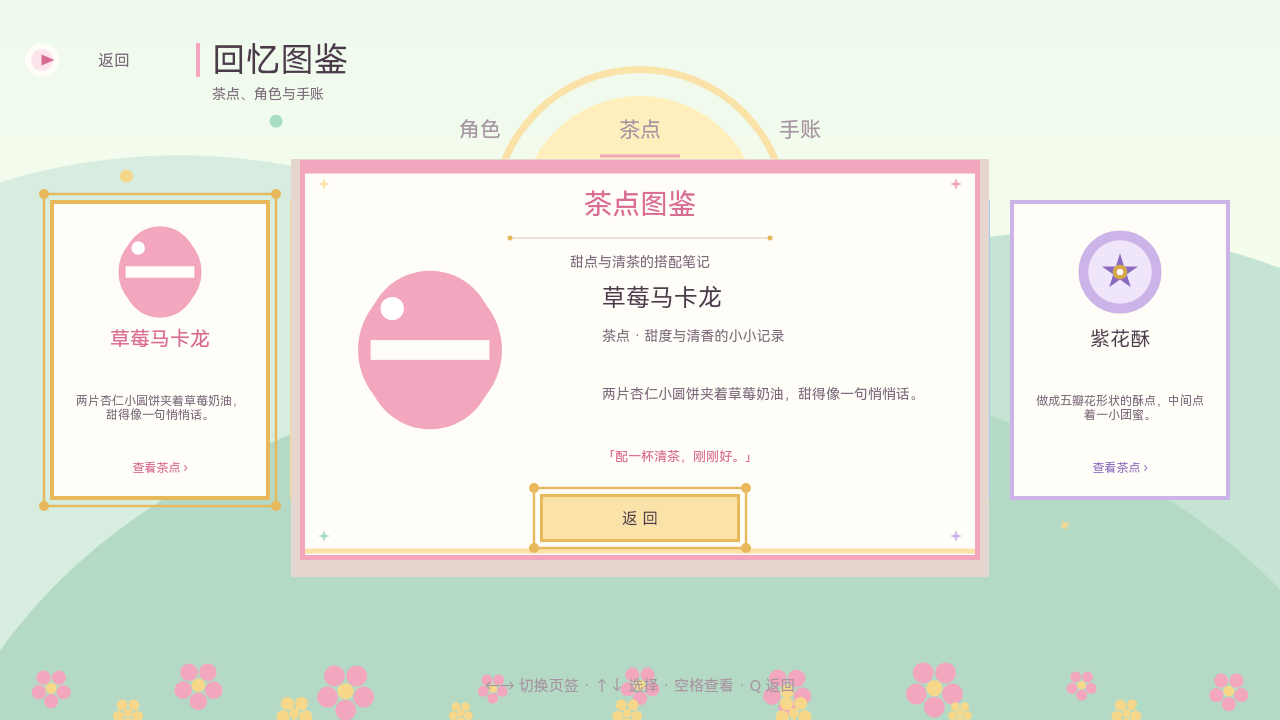 返回
回忆图鉴
茶点、角色与手账
角色
茶点
手账
草莓马卡龙
两片杏仁小圆饼夹着草莓奶油，
甜得像一句悄悄话。
查看茶点 ›
茶点图鉴
甜点与清茶的搭配笔记
草莓马卡龙
茶点 · 甜度与清香的小小记录
两片杏仁小圆饼夹着草莓奶油，甜得像一句悄悄话。
「配一杯清茶，刚刚好。」
返 回
紫花酥
做成五瓣花形状的酥点，中间点
着一小团蜜。
查看茶点 ›
←→ 切换页签 · ↑↓ 选择 · 空格查看 · Q 返回